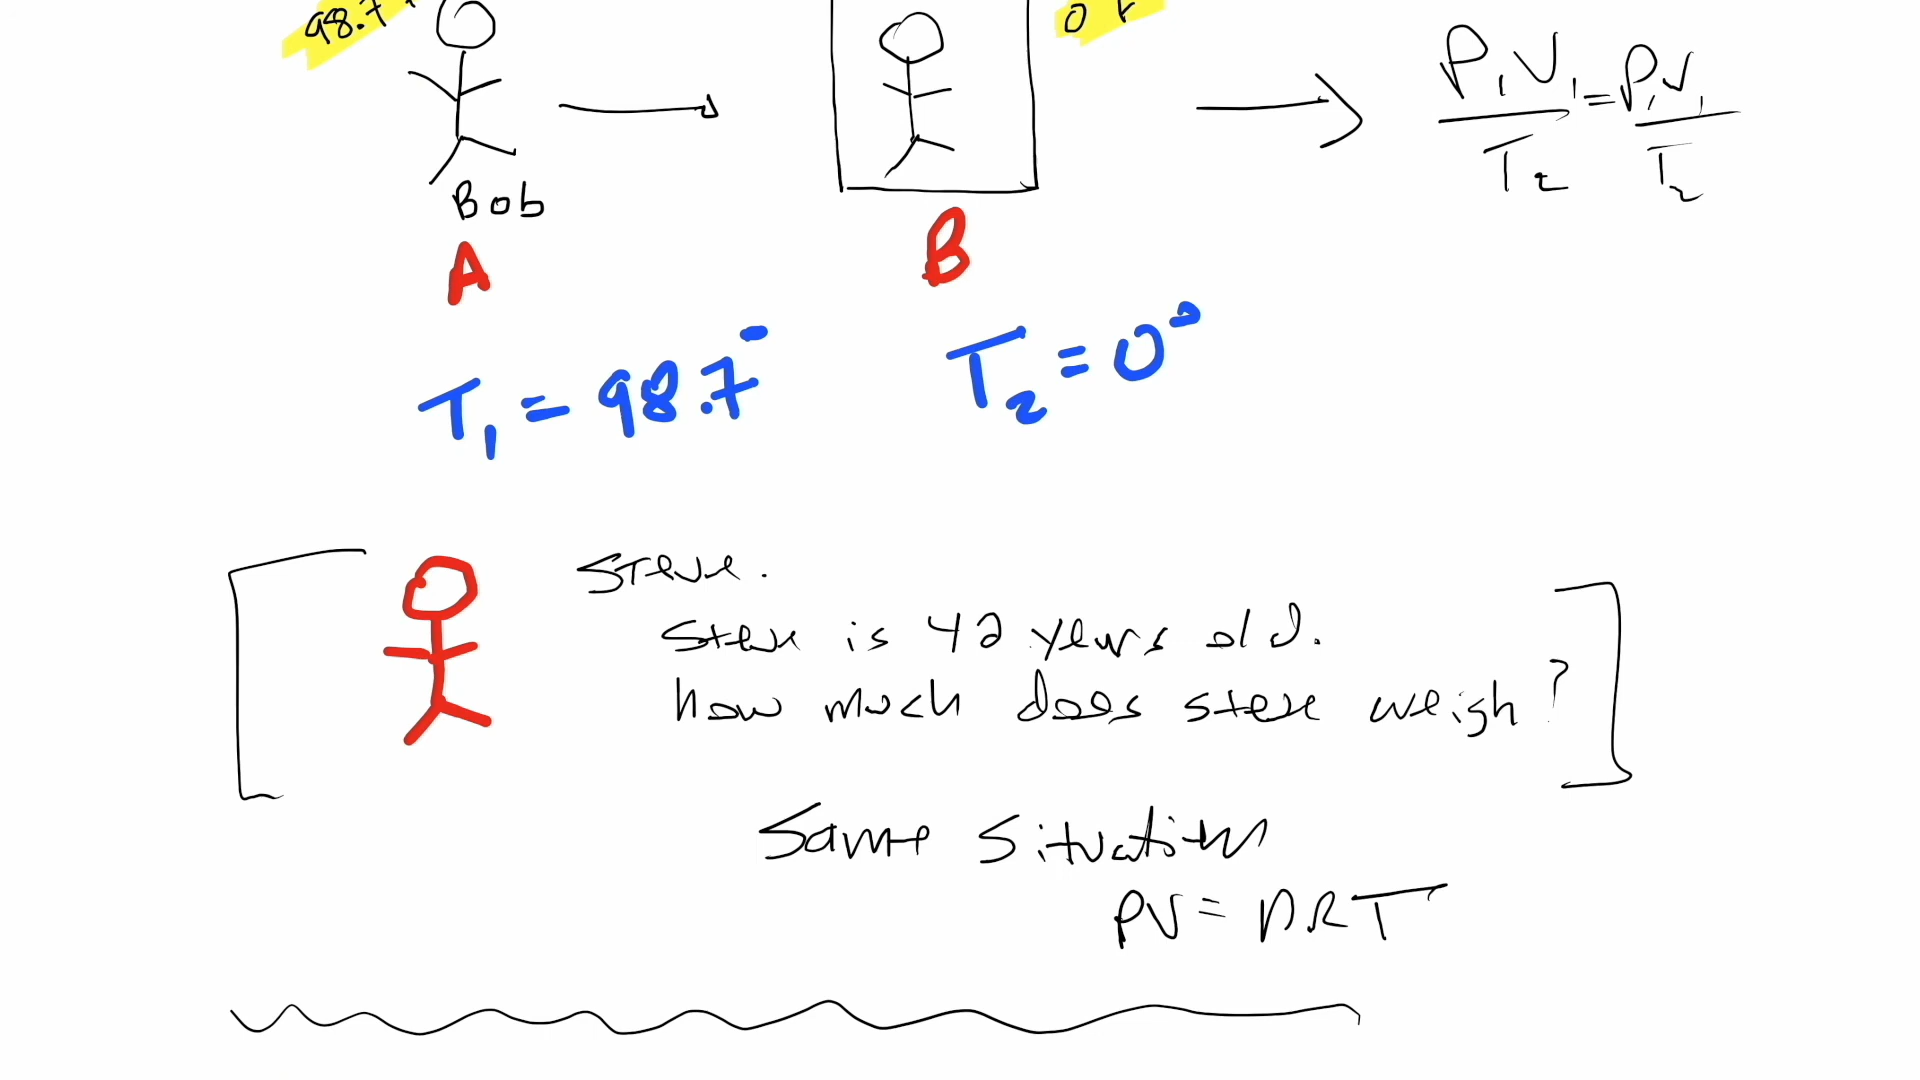 98.7
0 F
P₁V₁/T₂ = P₁V₁/T₂
Bob
A
B
T₁ = 98.7°
T₂ = 0°
Steve.
Steve is 42 years old.
how much does steve weigh?
Same situation
PV = nRT